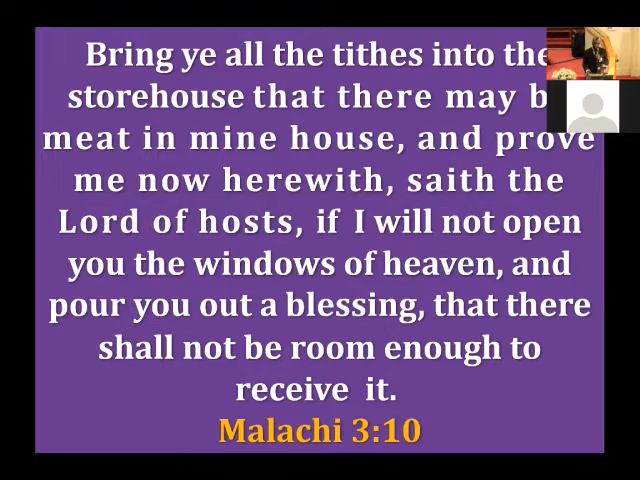 Bring ye all the tithes into the
storehouse that there may
meat in mine house, and prove
me now herewith, saith the
Lord of hosts, if I will not open
you the windows of heaven, and
pour you out a blessing, that there
shall not be room enough to
receive it.
Malachi 3:10